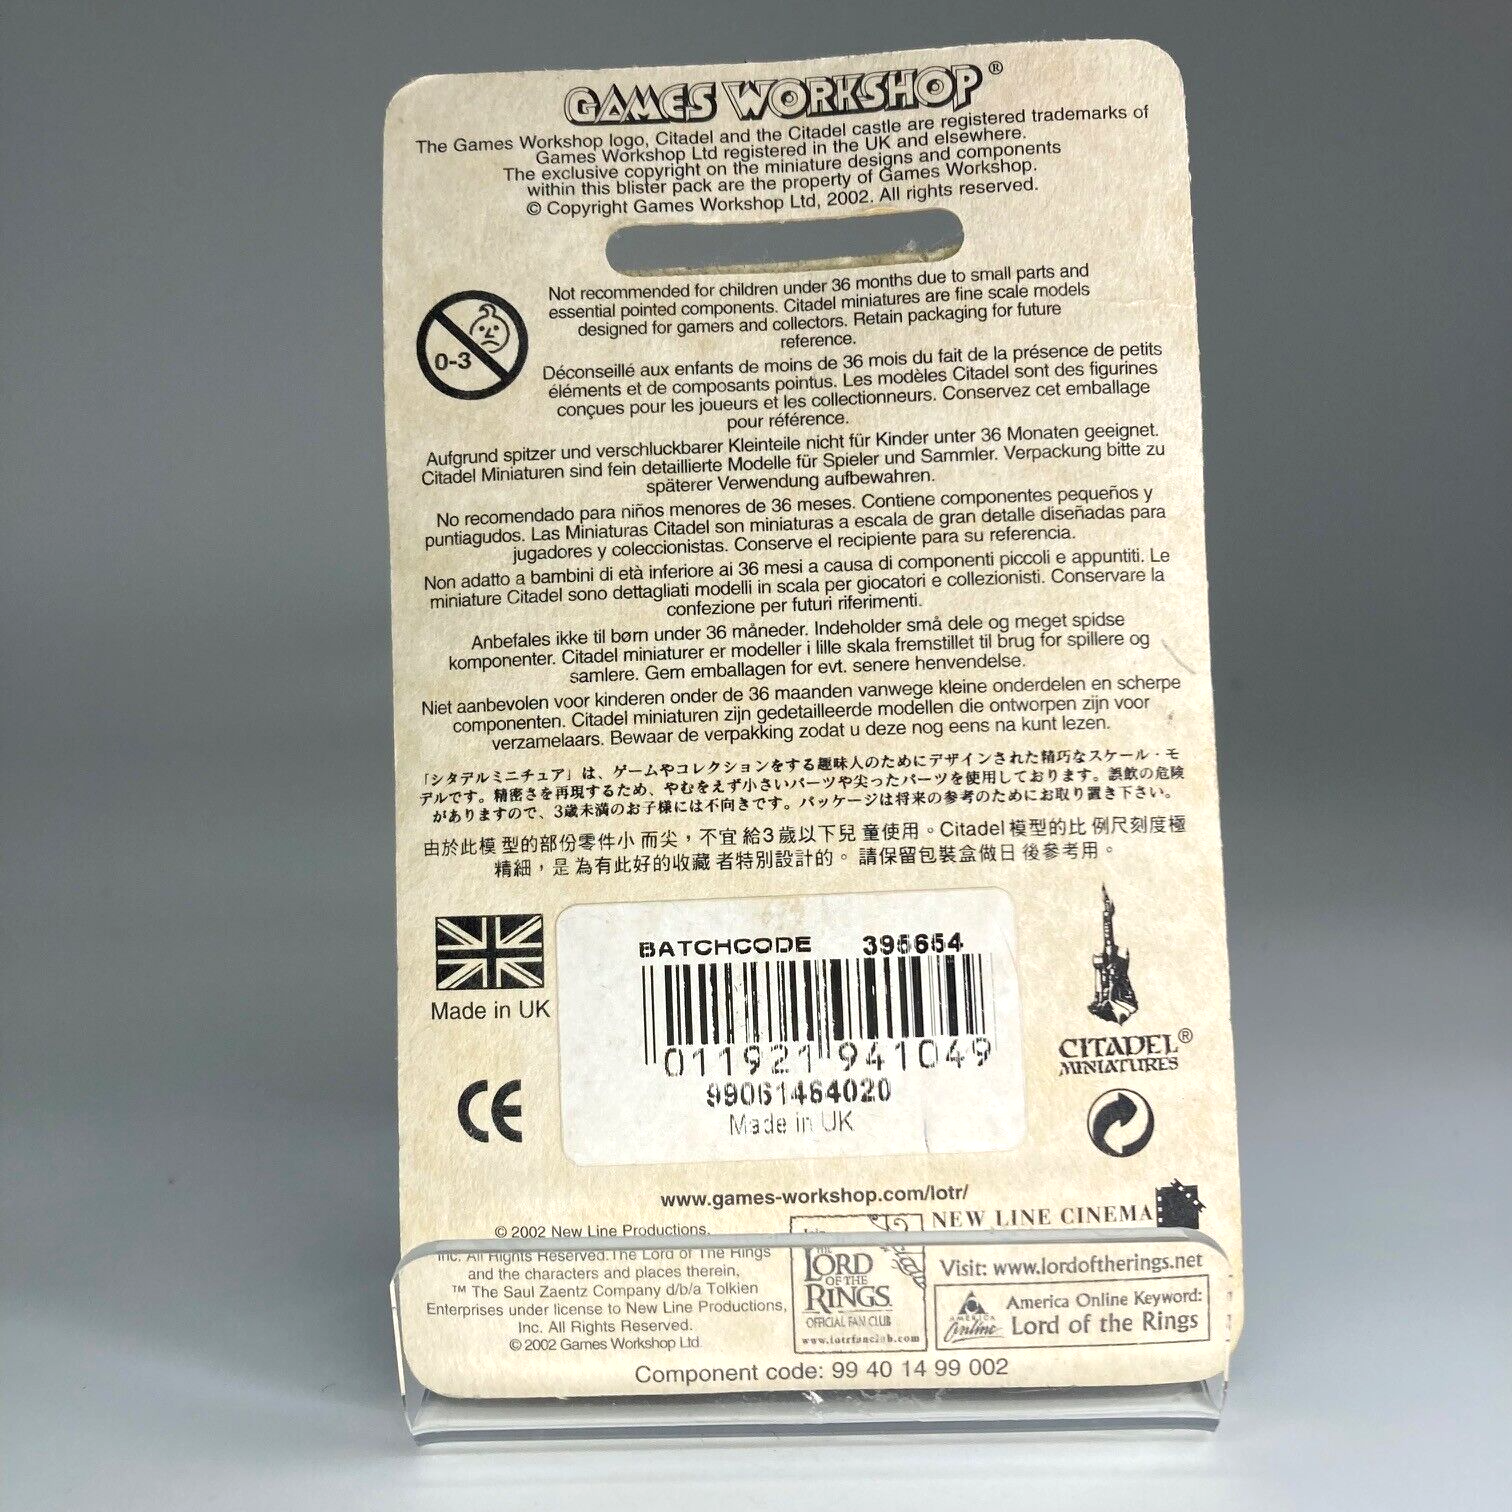 GAMES WORKSHOP®
The Games Workshop logo, Citadel and the Citadel castle are registered trademarks of
Games Workshop Ltd registered in the UK and elsewhere.
The exclusive copyright on the miniature designs and components
within this blister pack are the property of Games Workshop.
© Copyright Games Workshop Ltd, 2002. All rights reserved.
0-3
Not recommended for children under 36 months due to small parts and
essential pointed components. Citadel miniatures are fine scale models
designed for gamers and collectors. Retain packaging for future
reference.
Déconseillé aux enfants de moins de 36 mois du fait de la présence de petits
éléments et de composants pointus. Les modèles Citadel sont des figurines
conçues pour les joueurs et les collectionneurs. Conservez cet emballage
pour référence.
Aufgrund spitzer und verschluckbarer Kleinteile nicht für Kinder unter 36 Monaten geeignet.
Citadel Miniaturen sind fein detaillierte Modelle für Spieler und Sammler. Verpackung bitte zu
späterer Verwendung aufbewahren.
No recomendado para niños menores de 36 meses. Contiene componentes pequeños y
puntiagudos. Las Miniaturas Citadel son miniaturas a escala de gran detalle diseñadas para
jugadores y coleccionistas. Conserve el recipiente para su referencia.
Non adatto a bambini di età inferiore ai 36 mesi a causa di componenti piccoli e appuntiti. Le
miniature Citadel sono dettagliati modelli in scala per giocatori e collezionisti. Conservare la
confezione per futuri riferimenti.
Anbefales ikke til børn under 36 måneder. Indeholder små dele og meget spidse
komponenter. Citadel miniaturer er modeller i lille skala fremstillet til brug for spillere og
samlere. Gem emballagen for evt. senere henvendelse.
Niet aanbevolen voor kinderen onder de 36 maanden vanwege kleine onderdelen en scherpe
componenten. Citadel miniaturen zijn gedetailleerde modellen die ontworpen zijn voor
verzamelaars. Bewaar de verpakking zodat u deze nog eens na kunt lezen.
「シタデルミニチュア」は、ゲームやコレクションをする趣味人のためにデザインされた精巧なスケール・モ
デルです。精密さを再現するため、やむをえず小さいパーツや尖ったパーツを使用しております。誤飲の危険
がありますので、3歳未満のお子様には不向きです。パッケージは将来の参考のためにお取り置き下さい。
由於此模型的部份零件小而尖，不宜給3歲以下兒童使用。Citadel模型的比例尺刻度極
精細，是為有此好的收藏者特別設計的。請保留包裝盒做日後參考用。
Made in UK
BATCHCODE 395654
011921 941049
99061464020
Made in UK
CITADEL®
MINIATURES
CE
www.games-workshop.com/lotr/
© 2002 New Line Productions,
Inc. All Rights Reserved. The Lord of The Rings
and the characters and places therein,
™ The Saul Zaentz Company d/b/a Tolkien
Enterprises under license to New Line Productions,
Inc. All Rights Reserved.
© 2002 Games Workshop Ltd
Join
THE
LORD
OF THE
RINGS
OFFICIAL FAN CLUB
www.lotrfanclub.com
NEW LINE CINEMA
Visit: www.lordoftherings.net
AMERICA
Online
America Online Keyword:
Lord of the Rings
Component code: 99 40 14 99 002